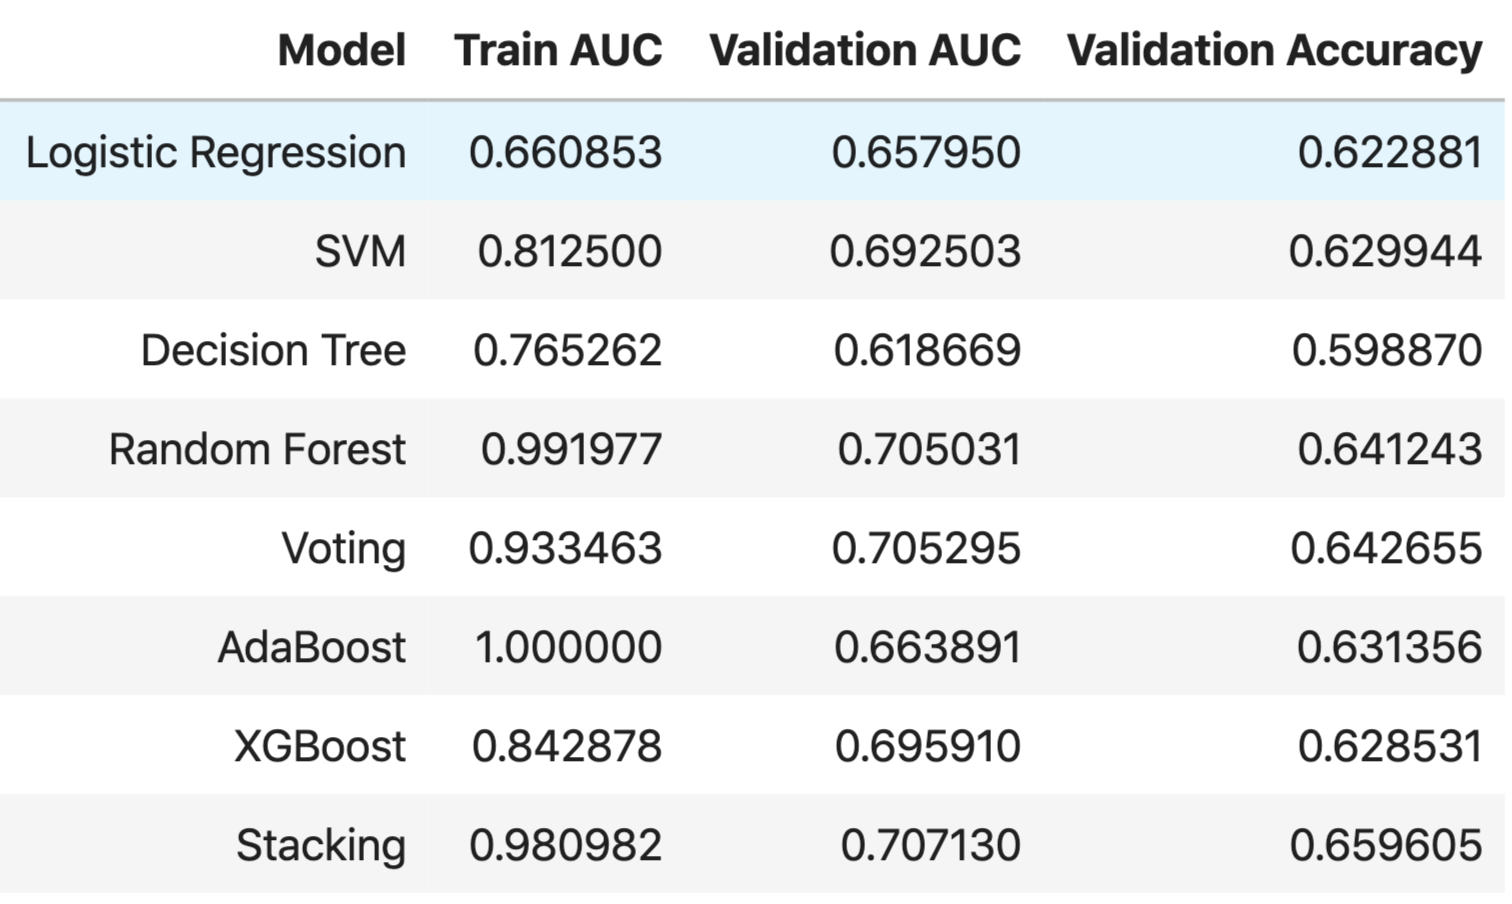 Model Train AUC Validation AUC Validation Accuracy
Logistic Regression 0.660853 0.657950 0.622881
SVM 0.812500 0.692503 0.629944
Decision Tree 0.765262 0.618669 0.598870
Random Forest 0.991977 0.705031 0.641243
Voting 0.933463 0.705295 0.642655
AdaBoost 1.000000 0.663891 0.631356
XGBoost 0.842878 0.695910 0.628531
Stacking 0.980982 0.707130 0.659605